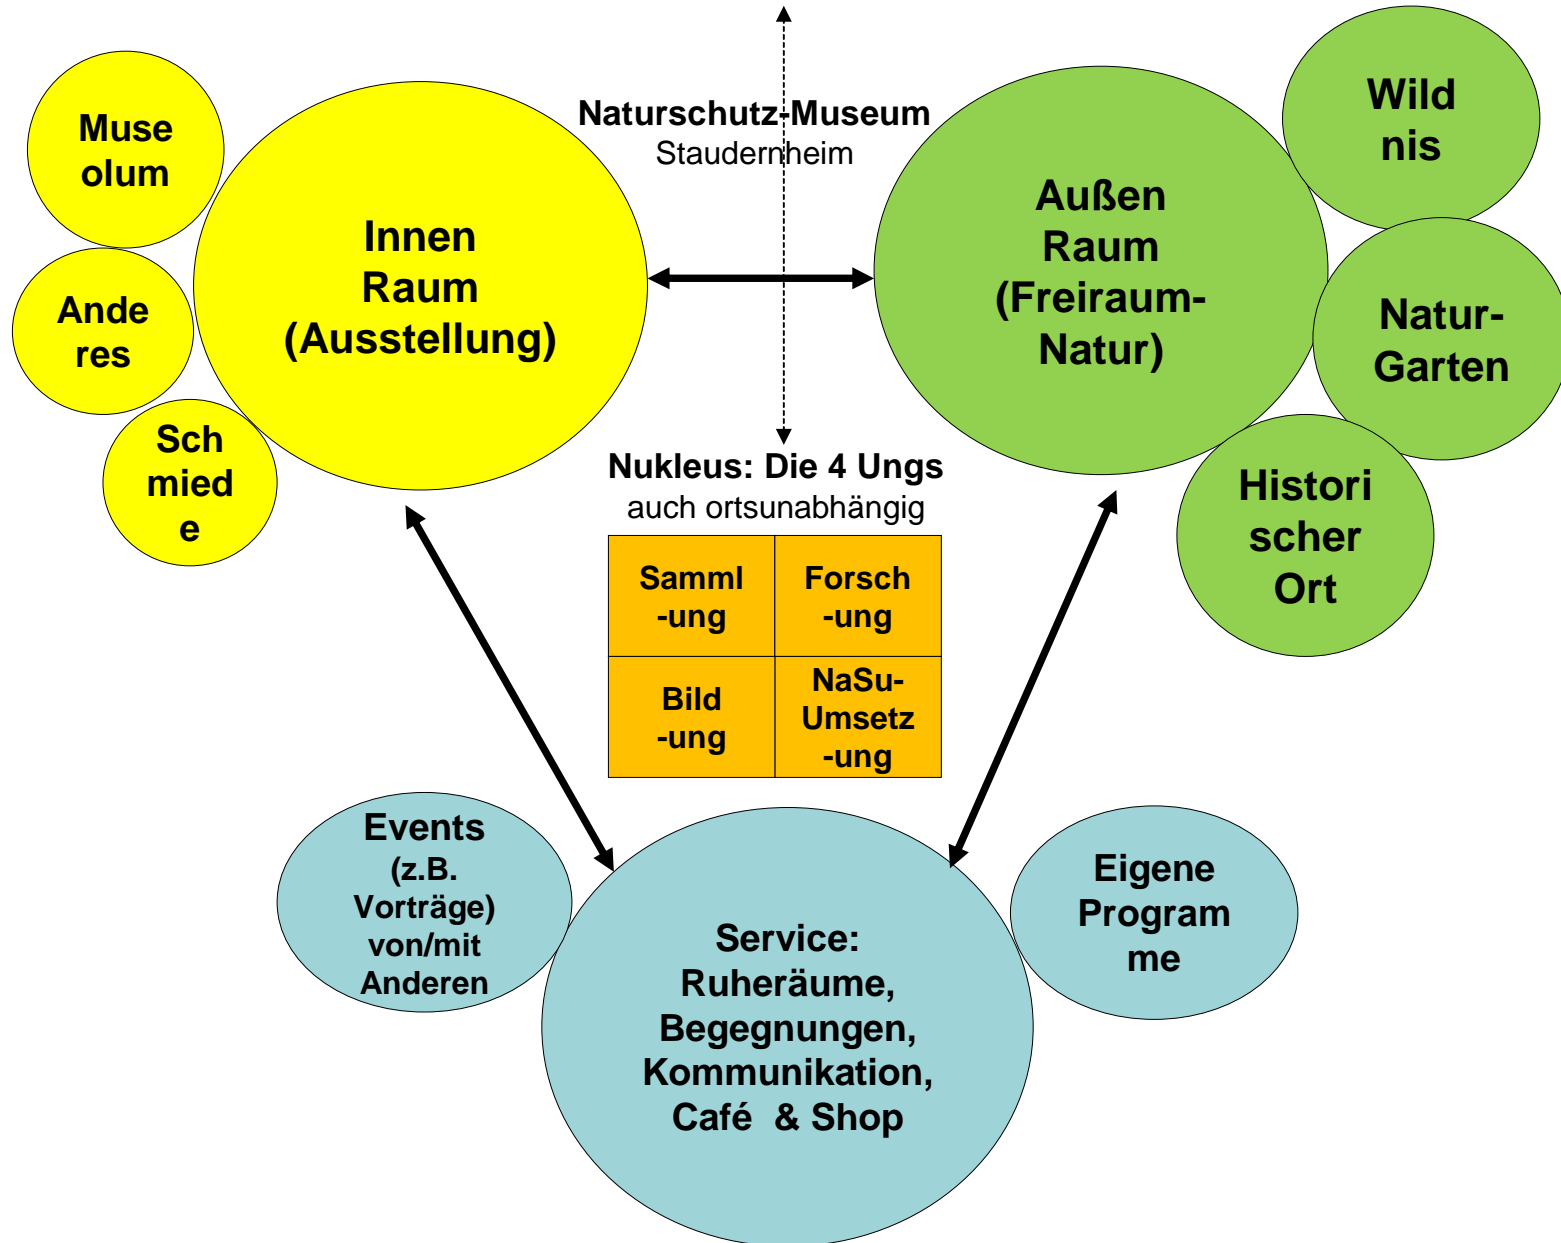 Naturschutz-Museum
Staudernheim
Muse
olum
Ande
res
Sch
mied
e
Innen
Raum
(Ausstellung)
Außen
Raum
(Freiraum-
Natur)
Wild
nis
Natur-
Garten
Histori
scher
Ort
Nukleus: Die 4 Ungs
auch ortsunabhängig
Samml
-ung
Forsch
-ung
Bild
-ung
NaSu-
Umsetz
-ung
Events
(z.B.
Vorträge)
von/mit
Anderen
Service:
Ruheräume,
Begegnungen,
Kommunikation,
Café & Shop
Eigene
Program
me